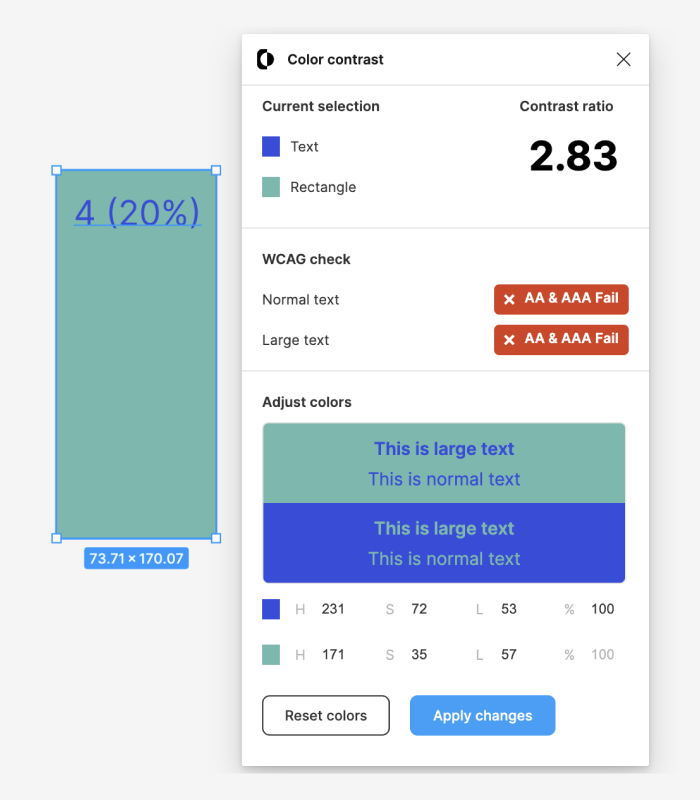 Color contrast
Current selection
Contrast ratio
Text
2.83
Rectangle
4 (20%)
WCAG check
Normal text
AA & AAA Fail
Large text
AA & AAA Fail
Adjust colors
This is large text
This is normal text
This is large text
This is normal text
73.71 × 170.07
H 231 S 72 L 53 % 100
H 171 S 35 L 57 % 100
Reset colors
Apply changes